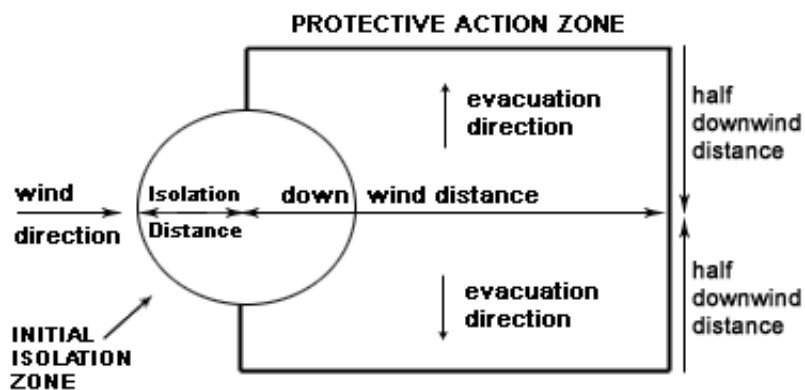 PROTECTIVE ACTION ZONE
evacuation
direction
half
downwind
distance
wind
direction
Isolation
Distance
down wind distance
evacuation
direction
half
downwind
distance
INITIAL
ISOLATION
ZONE